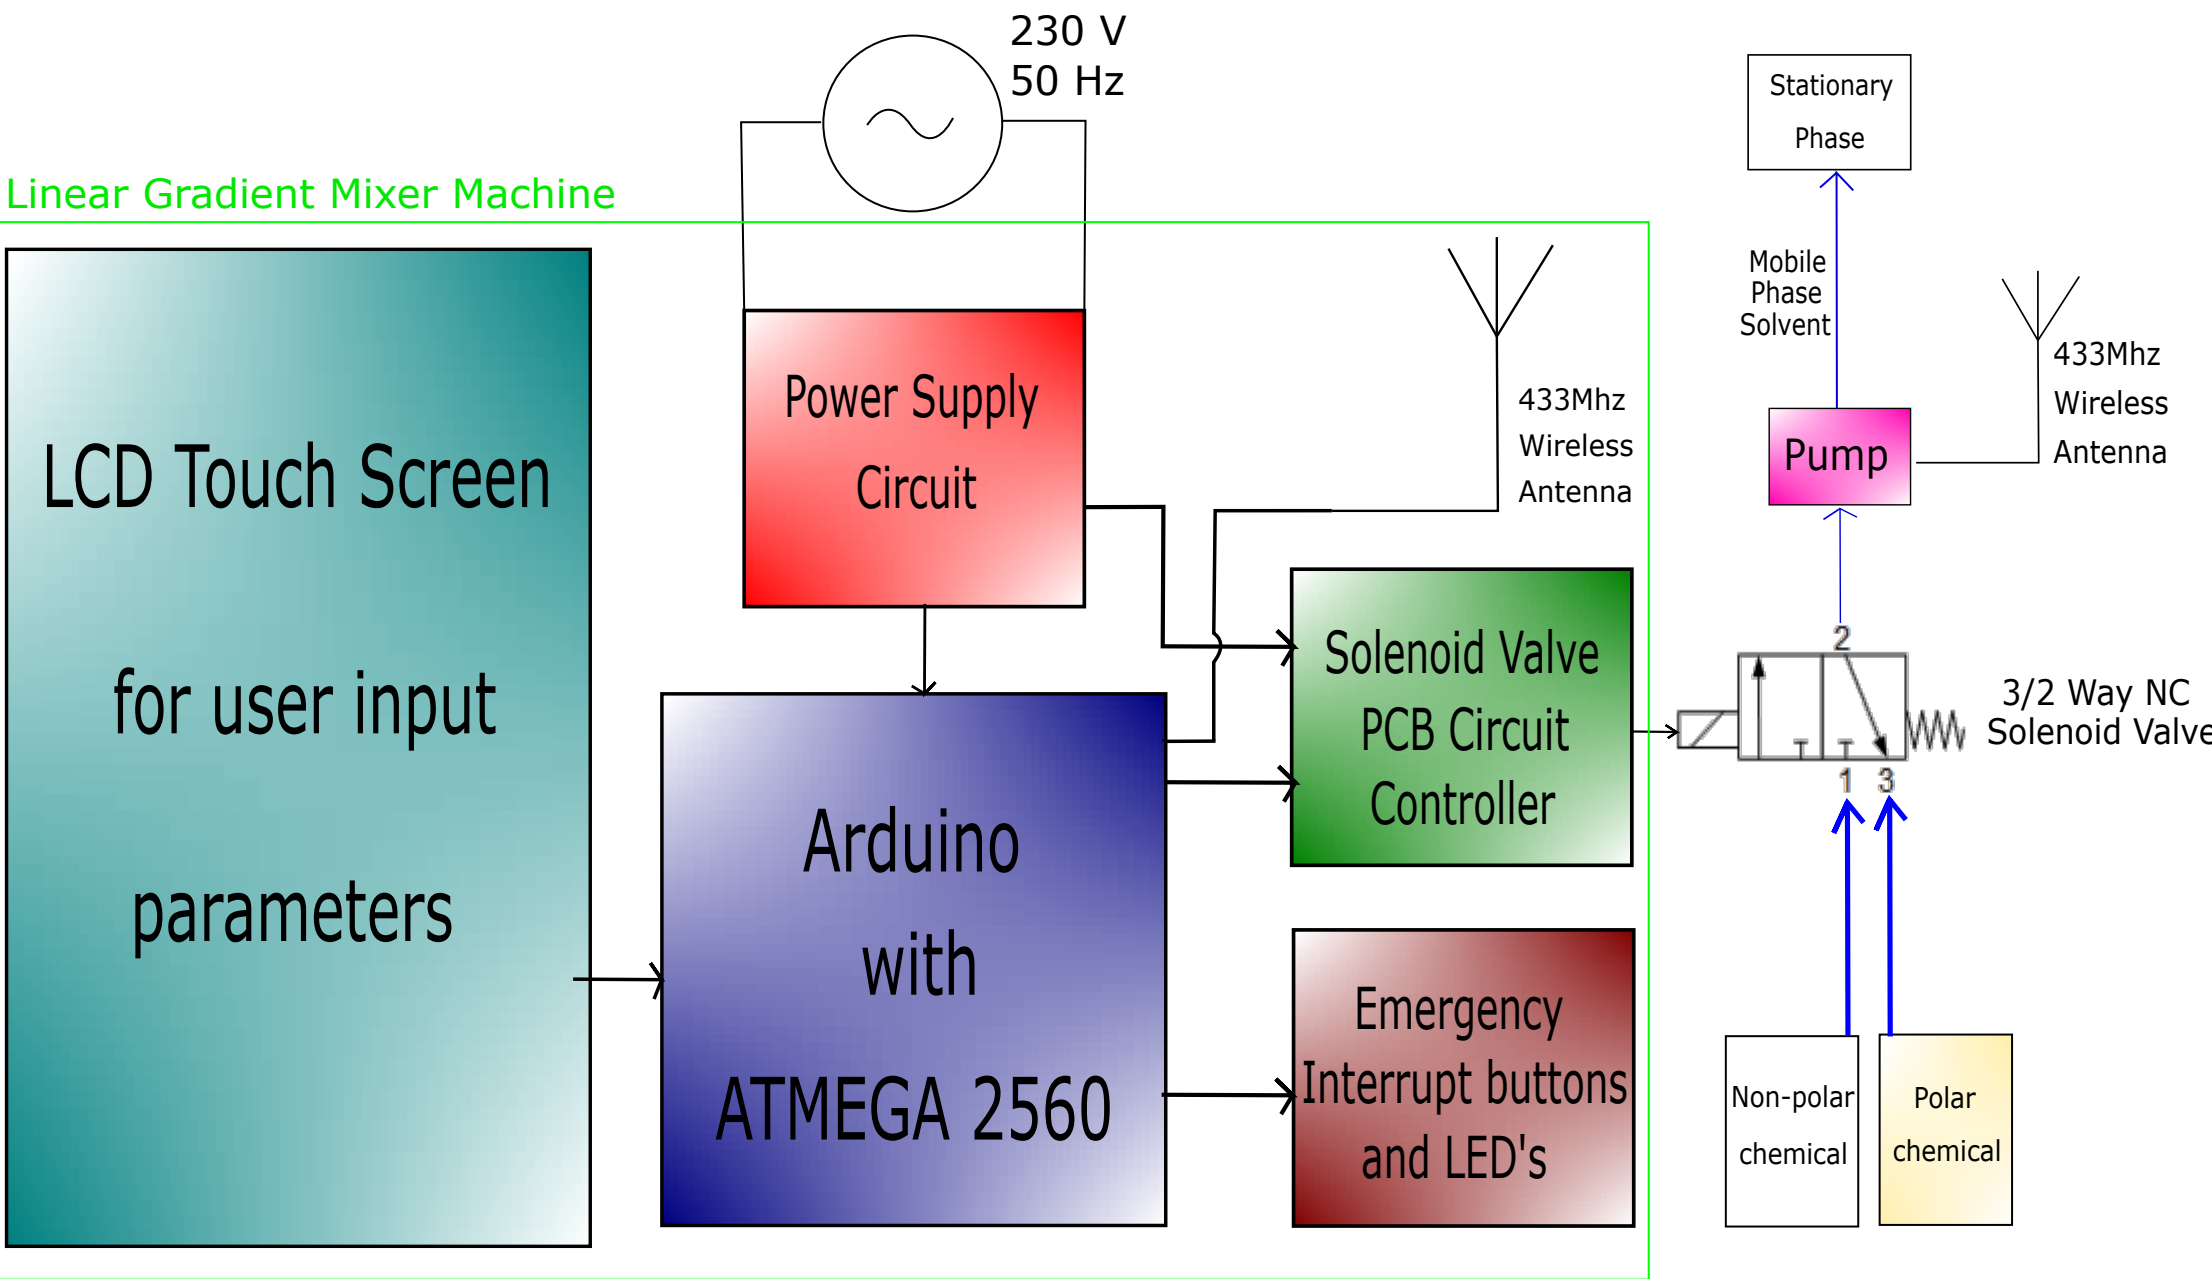 230 V
50 Hz
Linear Gradient Mixer Machine
LCD Touch Screen
for user input
parameters
Power Supply
Circuit
433Mhz
Wireless
Antenna
Arduino
with
ATMEGA 2560
Solenoid Valve
PCB Circuit
Controller
Emergency
Interrupt buttons
and LED's
Stationary
Phase
Mobile
Phase
Solvent
433Mhz
Wireless
Antenna
Pump
2
3/2 Way NC
Solenoid Valve
1 3
Non-polar
chemical
Polar
chemical